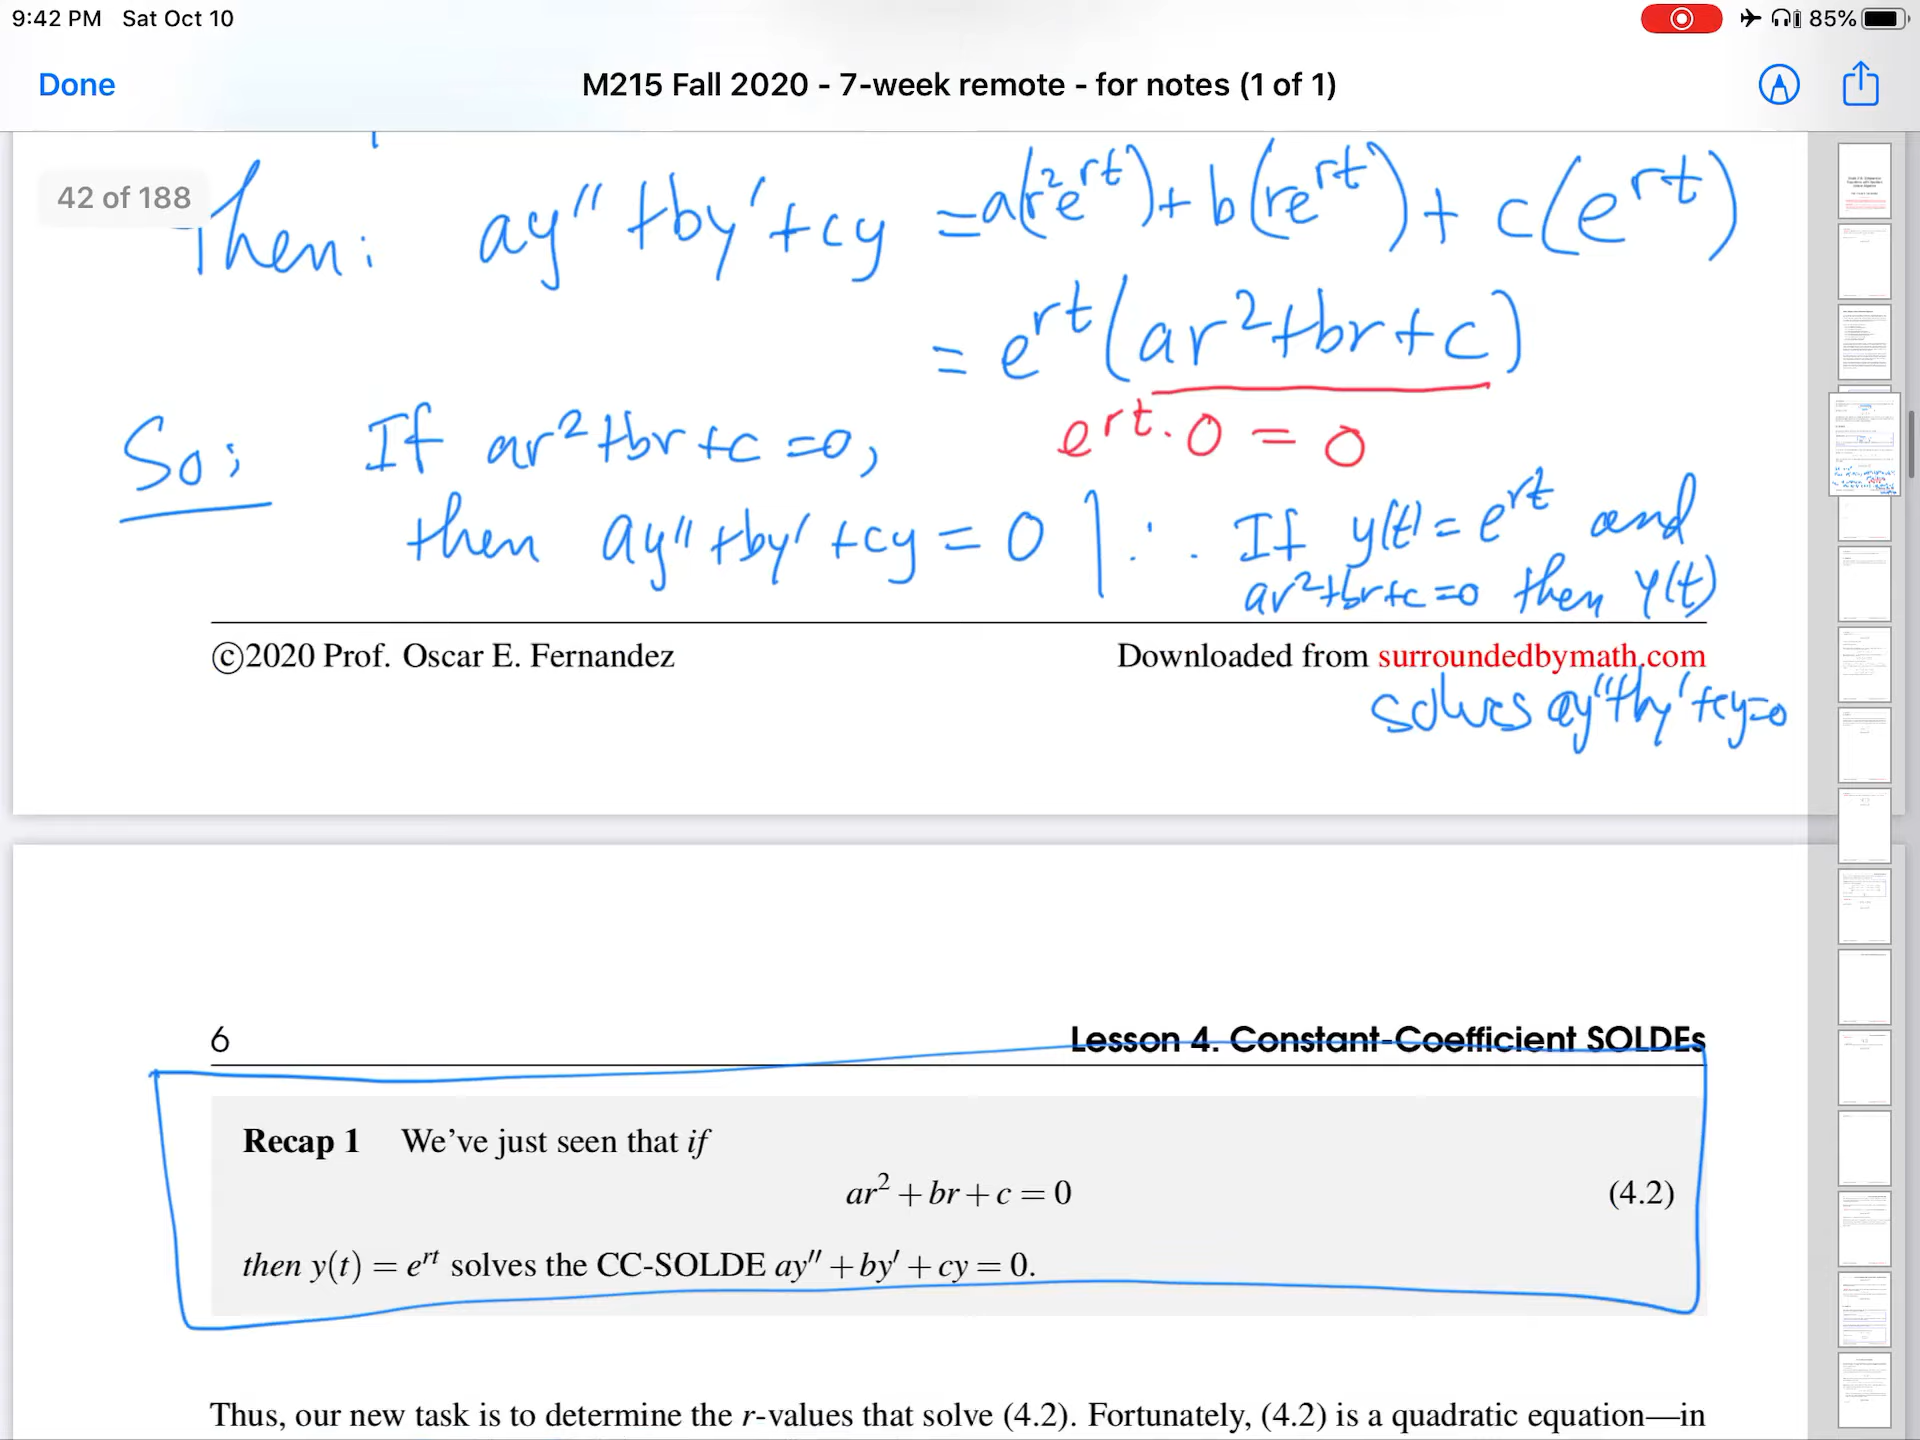 9:42 PM Sat Oct 10
85%
Done
M215 Fall 2020 - 7-week remote - for notes (1 of 1)
42 of 188
Then: ay'' + by' + cy = a(r²e^{rt}) + b(re^{rt}) + c(e^{rt})
= e^{rt}(ar² + br + c)
e^{rt} · 0 = 0
So: If ar² + br + c = 0,
then ay'' + by' + cy = 0
∴ If y(t) = e^{rt} and
ar² + br + c = 0 then y(t)
©2020 Prof. Oscar E. Fernandez
Downloaded from surroundedbymath.com
solves ay'' + by' + cy = 0
6
Lesson 4. Constant-Coefficient SOLDEs
Recap 1 We've just seen that if
ar² + br + c = 0 (4.2)
then y(t) = e^{rt} solves the CC-SOLDE ay'' + by' + cy = 0.
Thus, our new task is to determine the r-values that solve (4.2). Fortunately, (4.2) is a quadratic equation—in